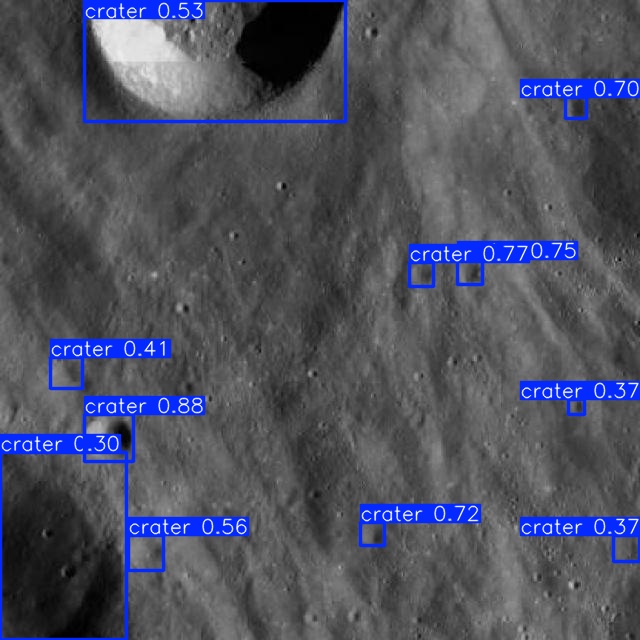 crater 0.53
crater 0.70
crater 0.77
0.75
crater 0.41
crater 0.37
crater 0.88
crater 0.30
crater 0.72
crater 0.56
crater 0.37